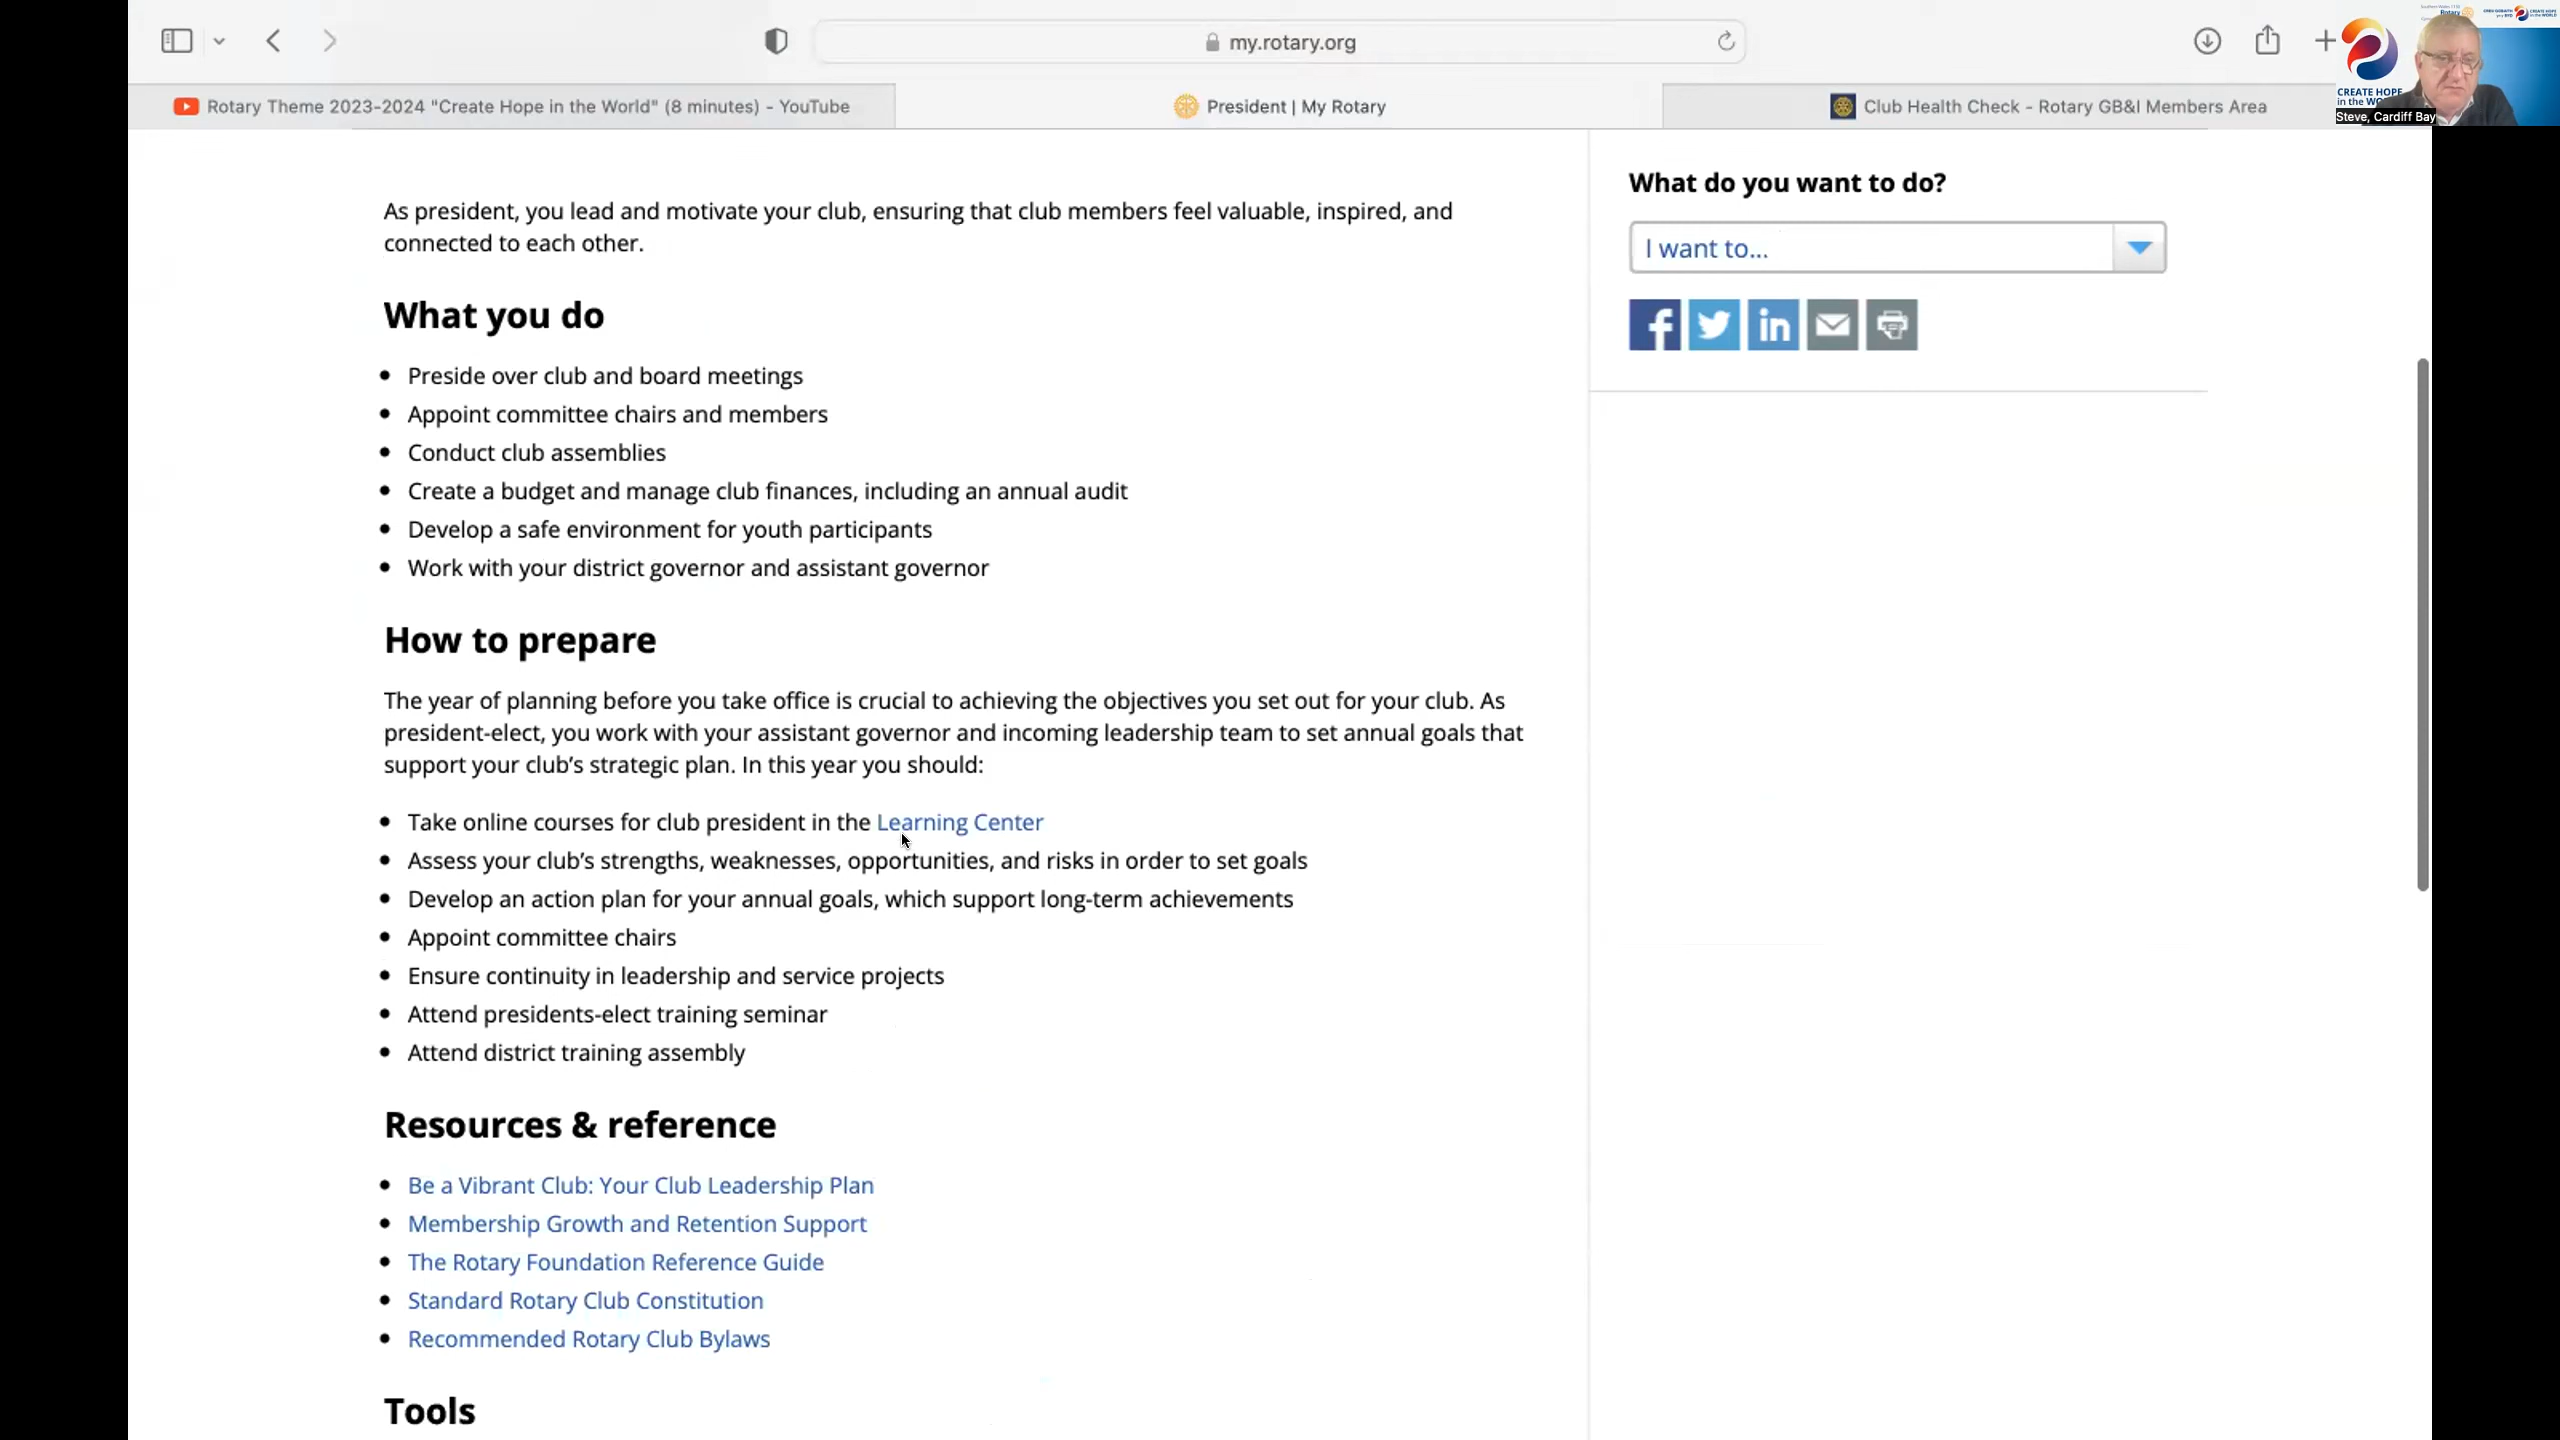 my.rotary.org
Rotary Theme 2023-2024 "Create Hope in the World" (8 minutes) - YouTube
President | My Rotary
Club Health Check - Rotary GB&I Members Area
CREATE HOPE
in the
Steve, Cardiff Bay
As president, you lead and motivate your club, ensuring that club members feel valuable, inspired, and
connected to each other.
What you do
Preside over club and board meetings
Appoint committee chairs and members
Conduct club assemblies
Create a budget and manage club finances, including an annual audit
Develop a safe environment for youth participants
Work with your district governor and assistant governor
How to prepare
The year of planning before you take office is crucial to achieving the objectives you set out for your club. As
president-elect, you work with your assistant governor and incoming leadership team to set annual goals that
support your club's strategic plan. In this year you should:
Take online courses for club president in the Learning Center
Assess your club's strengths, weaknesses, opportunities, and risks in order to set goals
Develop an action plan for your annual goals, which support long-term achievements
Appoint committee chairs
Ensure continuity in leadership and service projects
Attend presidents-elect training seminar
Attend district training assembly
Resources & reference
Be a Vibrant Club: Your Club Leadership Plan
Membership Growth and Retention Support
The Rotary Foundation Reference Guide
Standard Rotary Club Constitution
Recommended Rotary Club Bylaws
Tools
What do you want to do?
I want to...